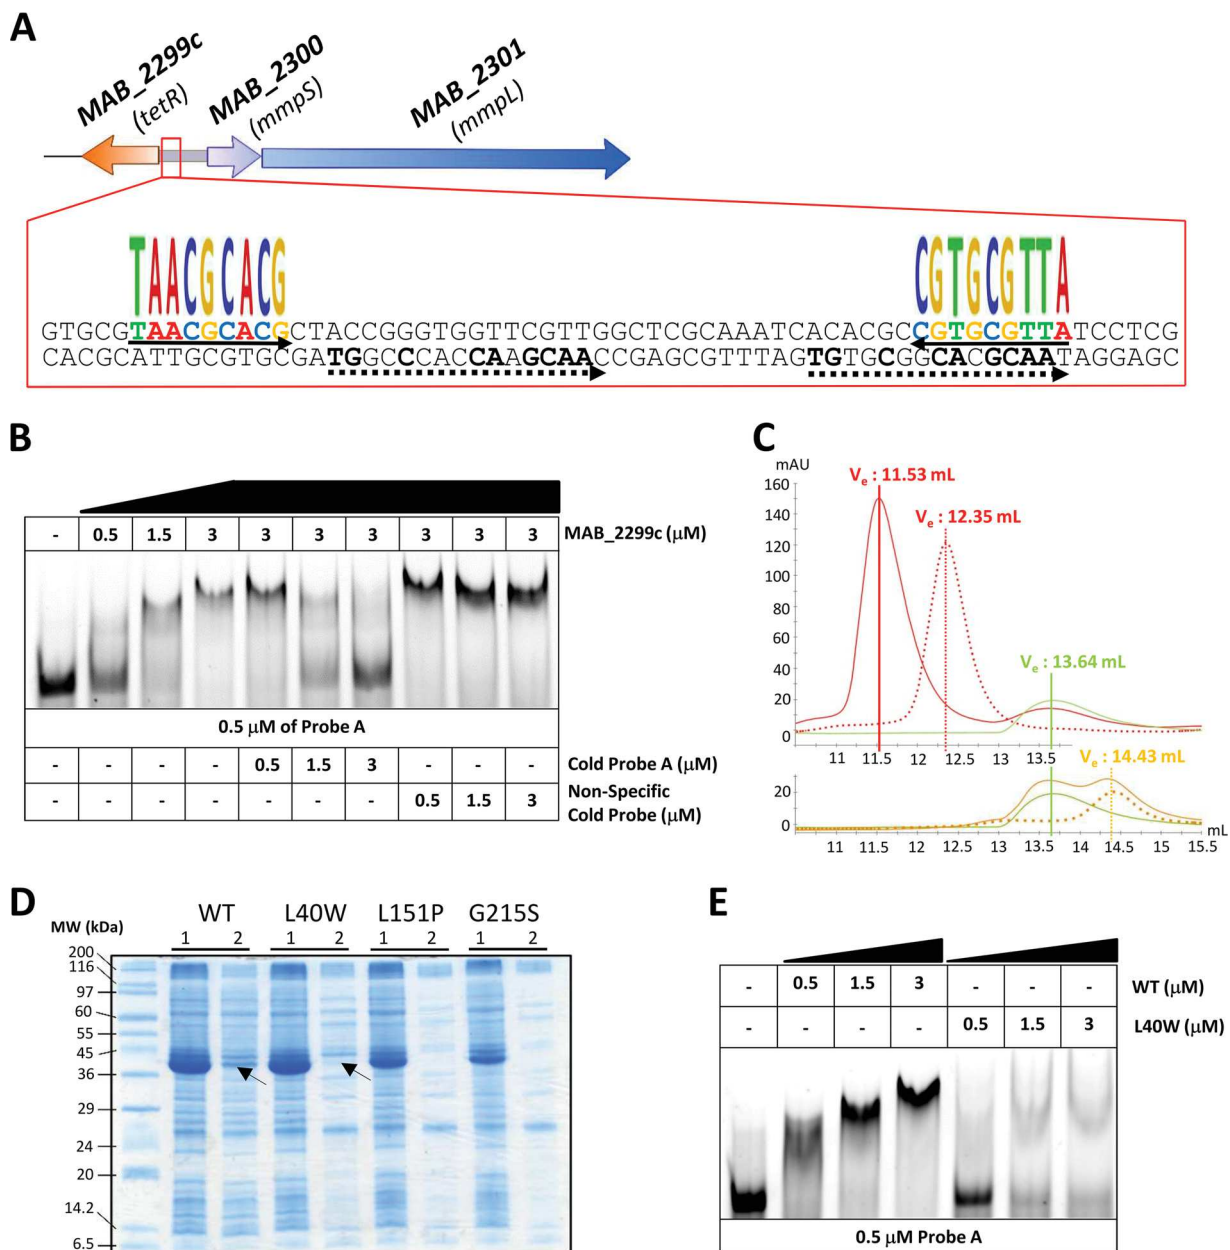 A
MAB_2299c
(tetR)
MAB_2300
(mmpS)
MAB_2301
(mmpL)
TAACGCACG CGTGCGTTA
GTGCGTAACGCACGCTACCGGGTGGTTCGTTGGCTCGCAAATCACACGCCGTGCGTTATCCTCG
CACGCATTGCGTGCGATGGCCCACCAAGCAACCGAGCGTTTAGTGTGCGGCACGCAATAGGAGC
B
- 0.5 1.5 3 3 3 3 3 3 3 MAB_2299c (µM)
0.5 µM of Probe A
- - - - 0.5 1.5 3 - - - Cold Probe A (µM)
- - - - - - - 0.5 1.5 3 Non-Specific
Cold Probe (µM)
C
mAU
160
140
120
100
80
60
40
20
0
Ve : 11.53 mL
Ve : 12.35 mL
Ve : 13.64 mL
11 11.5 12 12.5 13 13.5
Ve : 14.43 mL
20
0
mL
11 11.5 12 12.5 13 13.5 14 14.5 15 15.5
D
WT L40W L151P G215S
MW (kDa)
1 2 1 2 1 2 1 2
200
116
97
60
55
45
36
29
24
20
14.2
6.5
E
- 0.5 1.5 3 - - - WT (µM)
- - - - 0.5 1.5 3 L40W (µM)
0.5 µM Probe A